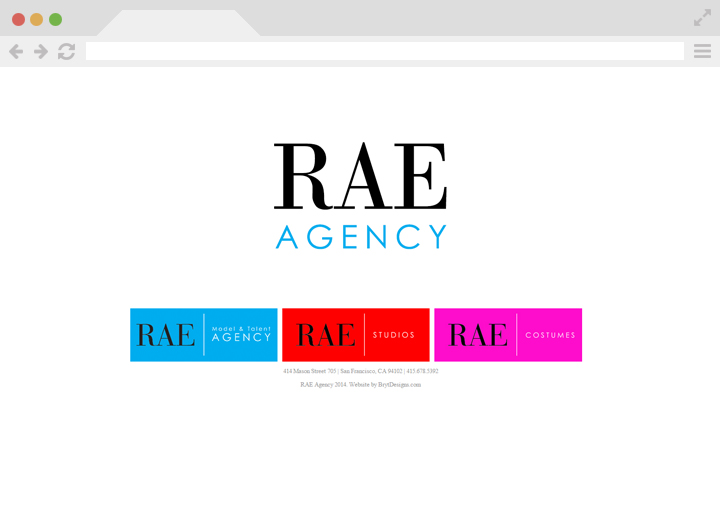 RAE
AGENCY
RAE Model & Talent AGENCY
RAE STUDIOS
RAE COSTUMES
414 Mason Street 705 | San Francisco, CA 94102 | 415.678.5392
RAE Agency 2014. Website by BrytDesigns.com